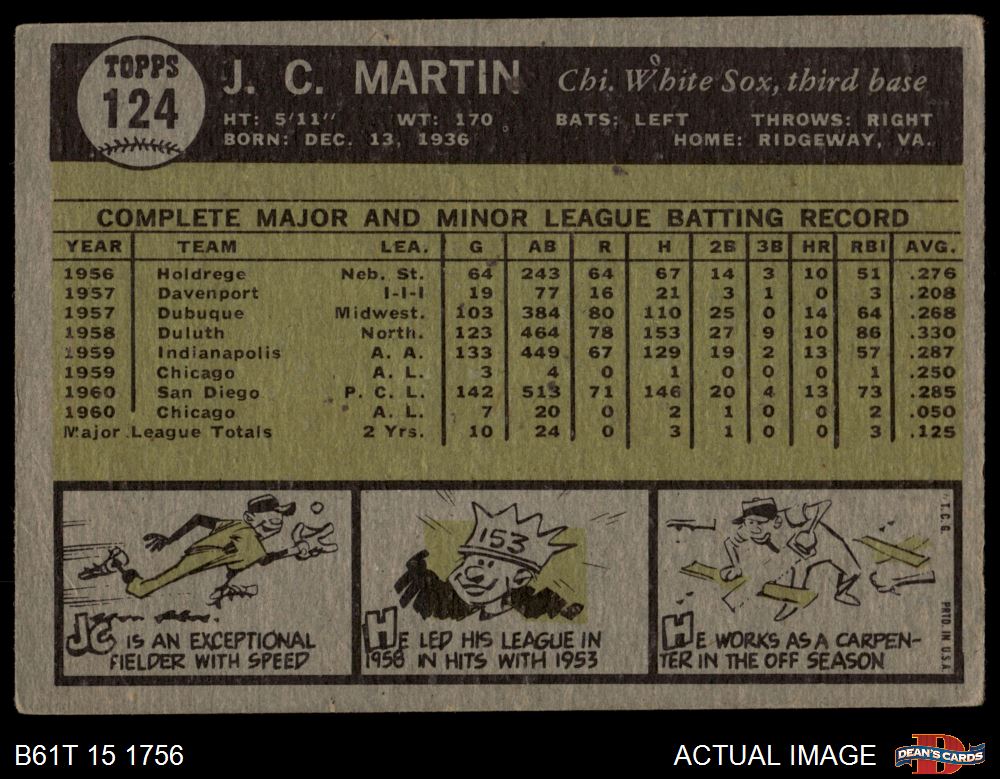 TOPPS
124
J. C. MARTIN
Chi. White Sox, third base
HT: 5'11" WT: 170 BATS: LEFT THROWS: RIGHT
BORN: DEC. 13, 1936 HOME: RIDGEWAY, VA.
COMPLETE MAJOR AND MINOR LEAGUE BATTING RECORD
YEAR TEAM LEA. G AB R H 2B 3B HR RBI AVG.
1956 Holdrege Neb. St. 64 243 64 67 14 3 10 51 .276
1957 Davenport I-I-I 19 77 16 21 3 1 0 3 .208
1957 Dubuque Midwest. 103 384 80 110 25 0 14 64 .268
1958 Duluth North. 123 464 78 153 27 9 10 86 .330
1959 Indianapolis A. A. 133 449 67 129 19 2 13 57 .287
1959 Chicago A. L. 3 4 0 1 0 0 0 1 .250
1960 San Diego P. C. L. 142 513 71 146 20 4 13 73 .285
1960 Chicago A. L. 7 20 0 2 1 0 0 2 .050
Major League Totals 2 Yrs. 10 24 0 3 1 0 0 3 .125
JC IS AN EXCEPTIONAL
FIELDER WITH SPEED
153
HE LED HIS LEAGUE IN
1958 IN HITS WITH 1953
HE WORKS AS A CARPEN-
TER IN THE OFF SEASON
© T.C.G.
PRTD. IN U.S.A.
B61T 15 1756
ACTUAL IMAGE
DEAN'S CARDS